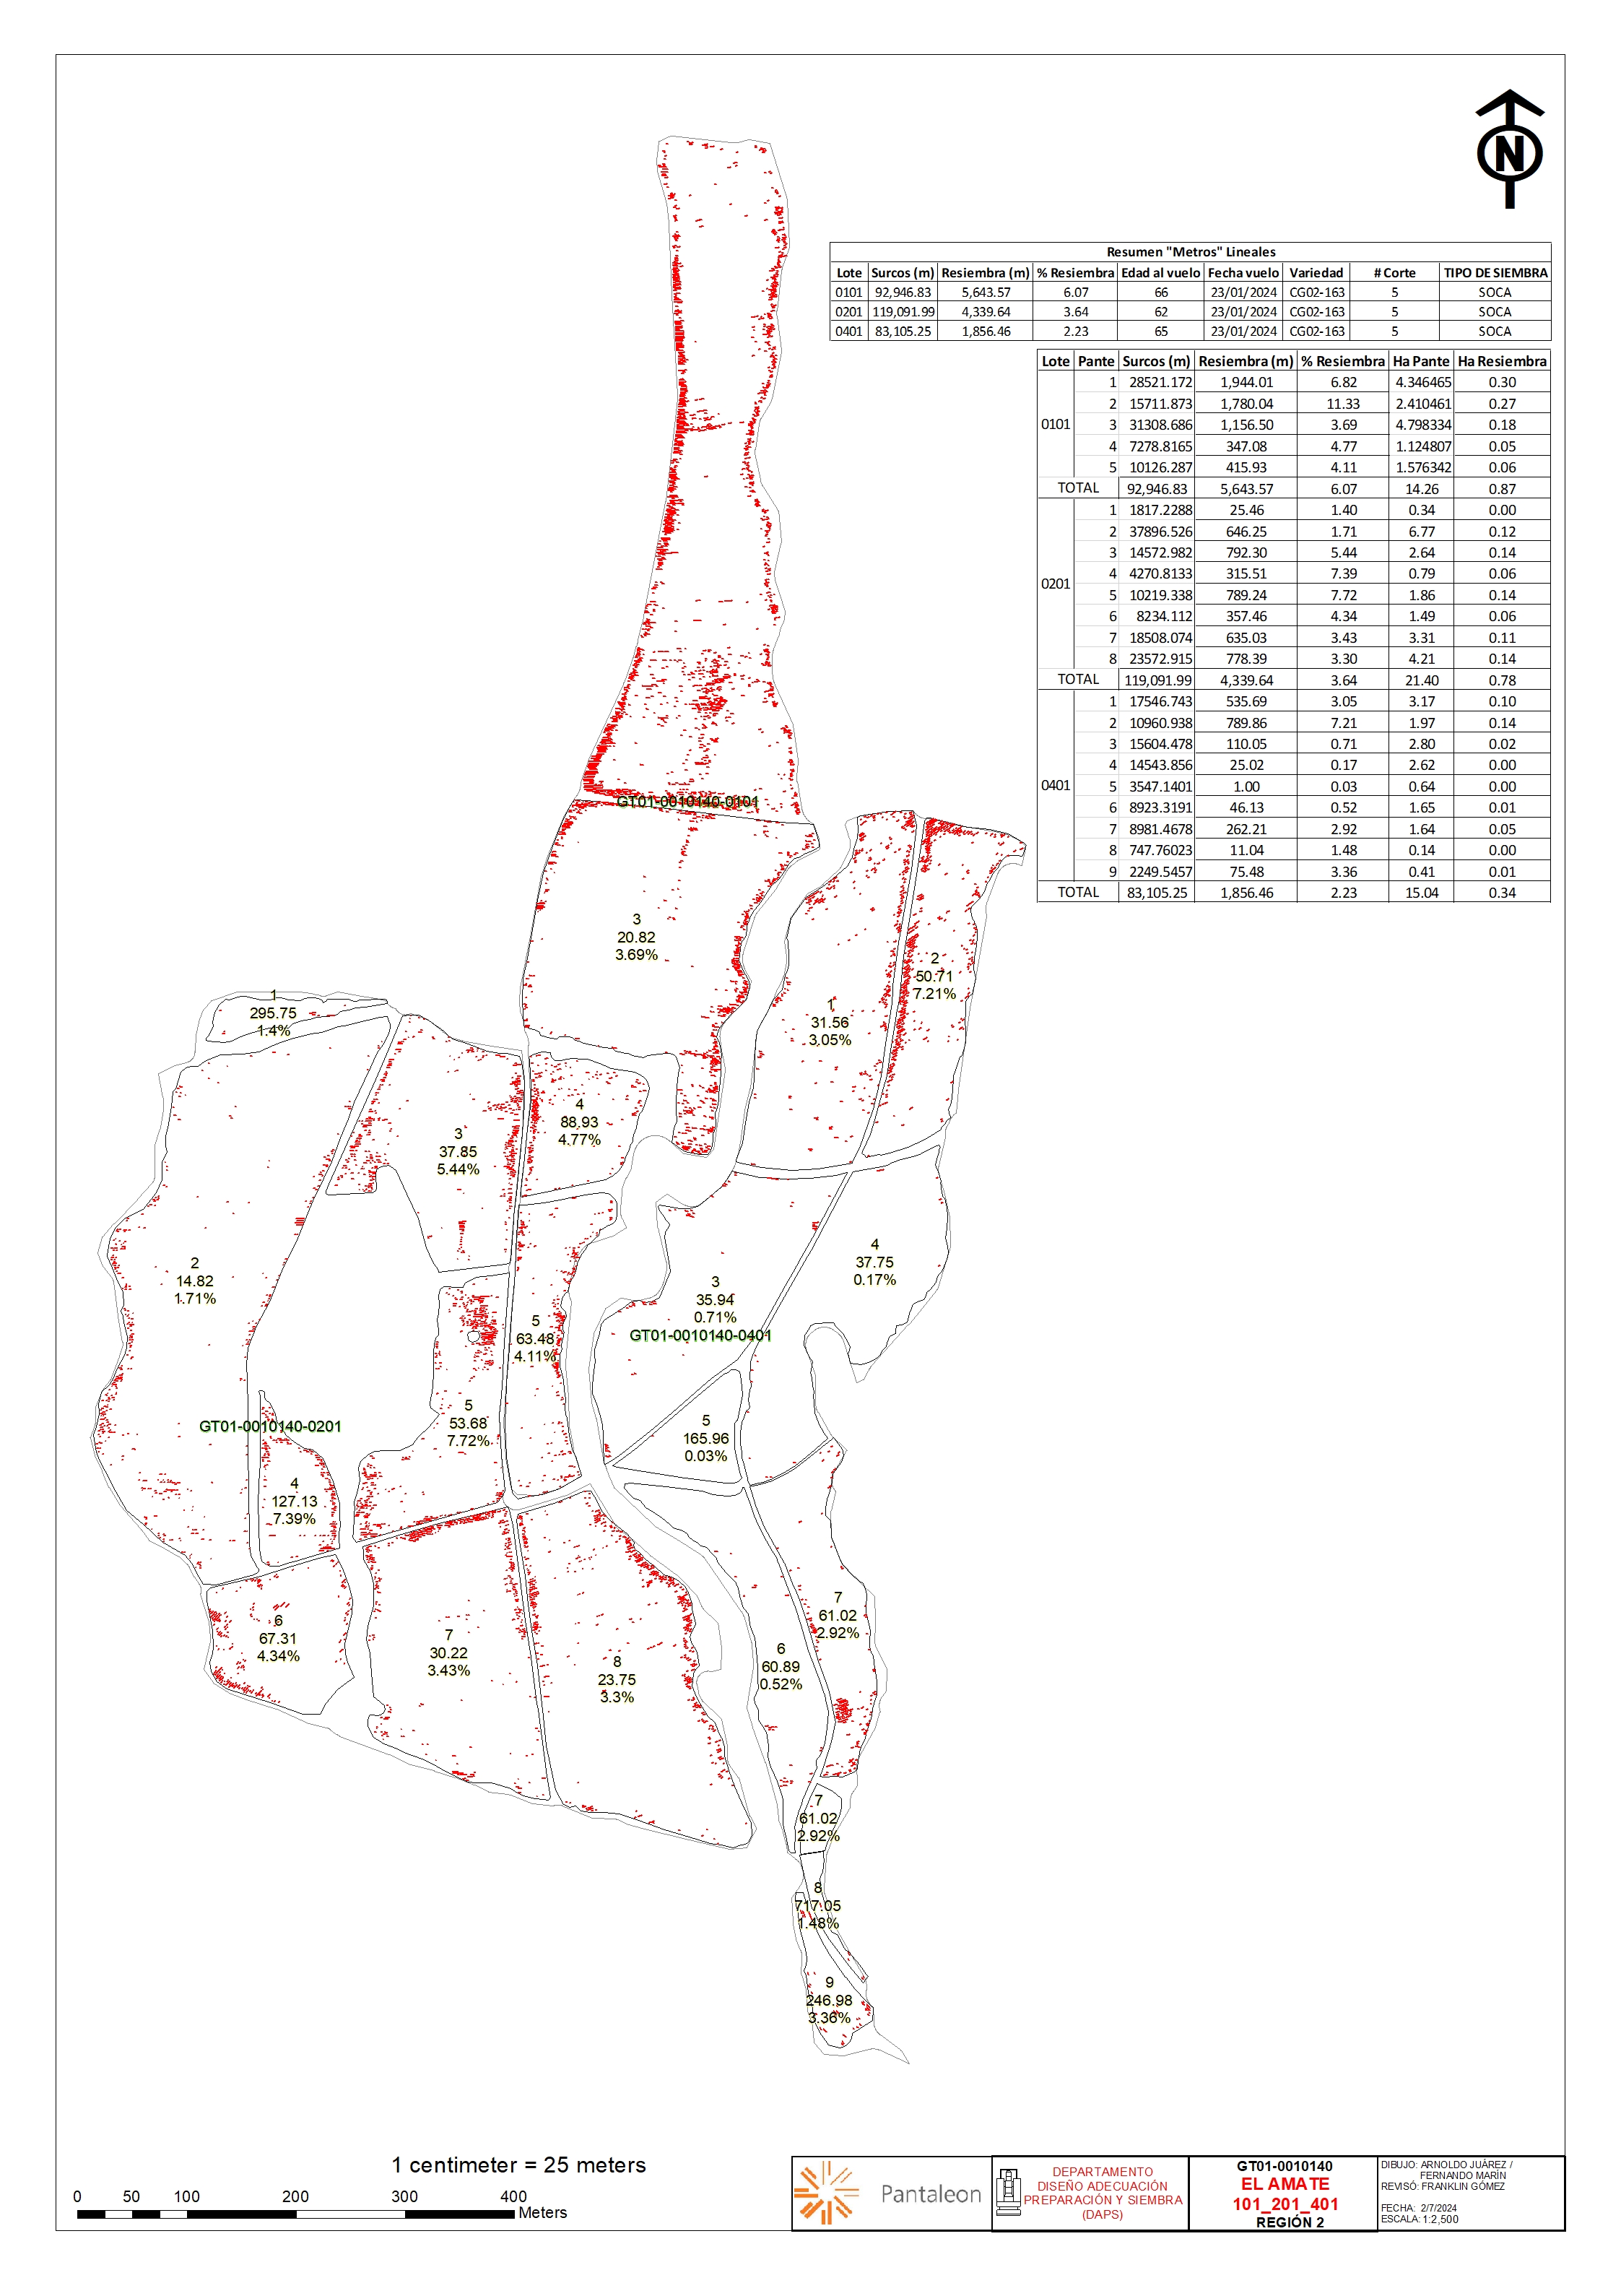 N
Resumen "Metros" Lineales
Lote Surcos (m) Resiembra (m) % Resiembra Edad al vuelo Fecha vuelo Variedad # Corte TIPO DE SIEMBRA
0101 92,946.83 5,643.57 6.07 66 23/01/2024 CG02-163 5 SOCA
0201 119,091.99 4,339.64 3.64 62 23/01/2024 CG02-163 5 SOCA
0401 83,105.25 1,856.46 2.23 65 23/01/2024 CG02-163 5 SOCA
Lote Pante Surcos (m) Resiembra (m) % Resiembra Ha Pante Ha Resiembra
1 28521.172 1,944.01 6.82 4.346465 0.30
2 15711.873 1,780.04 11.33 2.410461 0.27
0101 3 31308.686 1,156.50 3.69 4.798334 0.18
4 7278.8165 347.08 4.77 1.124807 0.05
5 10126.287 415.93 4.11 1.576342 0.06
TOTAL 92,946.83 5,643.57 6.07 14.26 0.87
1 1817.2288 25.46 1.40 0.34 0.00
2 37896.526 646.25 1.71 6.77 0.12
3 14572.982 792.30 5.44 2.64 0.14
4 4270.8133 315.51 7.39 0.79 0.06
0201
5 10219.338 789.24 7.72 1.86 0.14
6 8234.112 357.46 4.34 1.49 0.06
7 18508.074 635.03 3.43 3.31 0.11
8 23572.915 778.39 3.30 4.21 0.14
TOTAL 119,091.99 4,339.64 3.64 21.40 0.78
1 17546.743 535.69 3.05 3.17 0.10
2 10960.938 789.86 7.21 1.97 0.14
3 15604.478 110.05 0.71 2.80 0.02
4 14543.856 25.02 0.17 2.62 0.00
0401 5 3547.1401 1.00 0.03 0.64 0.00
6 8923.3191 46.13 0.52 1.65 0.01
7 8981.4678 262.21 2.92 1.64 0.05
8 747.76023 11.04 1.48 0.14 0.00
9 2249.5457 75.48 3.36 0.41 0.01
TOTAL 83,105.25 1,856.46 2.23 15.04 0.34
GT01-0010140-0101
3
20.82
3.69%
2
50.71
7.21%
1
295.75
1.4%
1
31.56
3.05%
4
88.93
4.77%
3
37.85
5.44%
4
37.75
0.17%
2
14.82
1.71%
3
35.94
0.71%
GT01-0010140-0401
5
63.48
4.11%
5
53.68
7.72%
GT01-0010140-0201
5
165.96
0.03%
4
127.13
7.39%
7
61.02
2.92%
6
67.31
4.34%
7
30.22
3.43%
6
60.89
0.52%
8
23.75
3.3%
7
61.02
2.92%
8
717.05
1.48%
9
246.98
3.36%
1 centimeter = 25 meters
0 50 100 200 300 400
Meters
Pantaleon
DEPARTAMENTO
DISEÑO ADECUACIÓN
PREPARACIÓN Y SIEMBRA
(DAPS)
GT01-0010140
EL AMATE
101_201_401
REGIÓN 2
DIBUJO: ARNOLDO JUÁREZ /
FERNANDO MARÍN
REVISÓ: FRANKLIN GÓMEZ
FECHA: 2/7/2024
ESCALA: 1:2,500